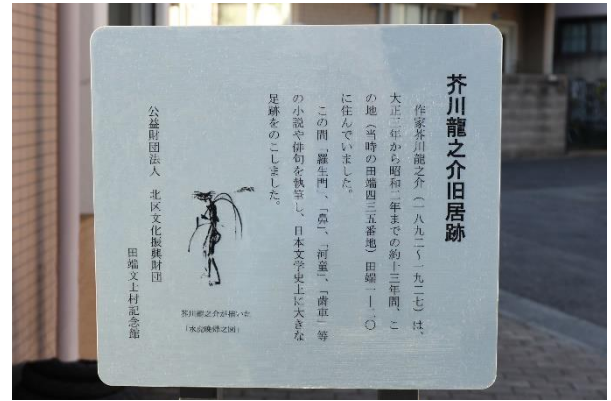 芥川龍之介旧居跡
作家芥川龍之介（一八九二～一九二七）は、
大正三年から昭和二年までの約十三年間、こ
の地（当時の田端四三五番地）田端一ー二〇
に住んでいました。
この間「羅生門」、「鼻」、「河童」、「歯車」等
の小説や俳句を執筆し、日本文学史上に大きな
足跡をのこしました。
芥川龍之介が描いた
「水虎晩帰之図」
公益財団法人 北区文化振興財団
田端文士村記念館